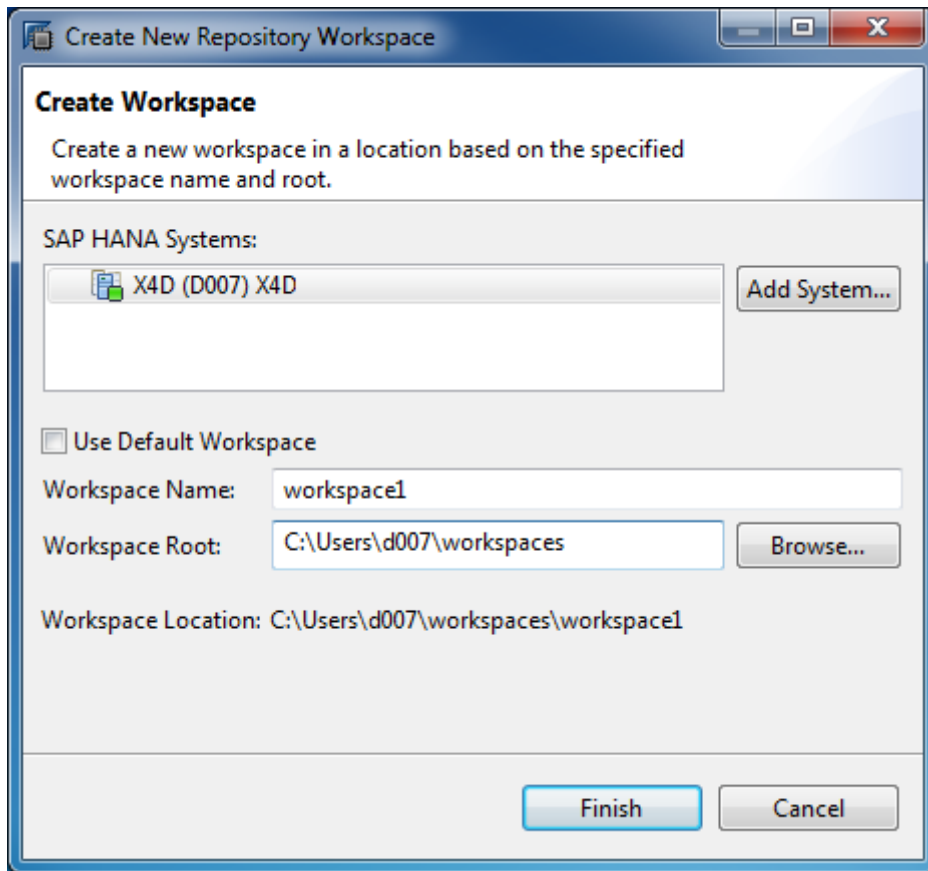 Create New Repository Workspace
Create Workspace
Create a new workspace in a location based on the specified
workspace name and root.
SAP HANA Systems:
X4D (D007) X4D
Add System...
Use Default Workspace
Workspace Name: workspace1
Workspace Root: C:\Users\d007\workspaces Browse...
Workspace Location: C:\Users\d007\workspaces\workspace1
Finish Cancel